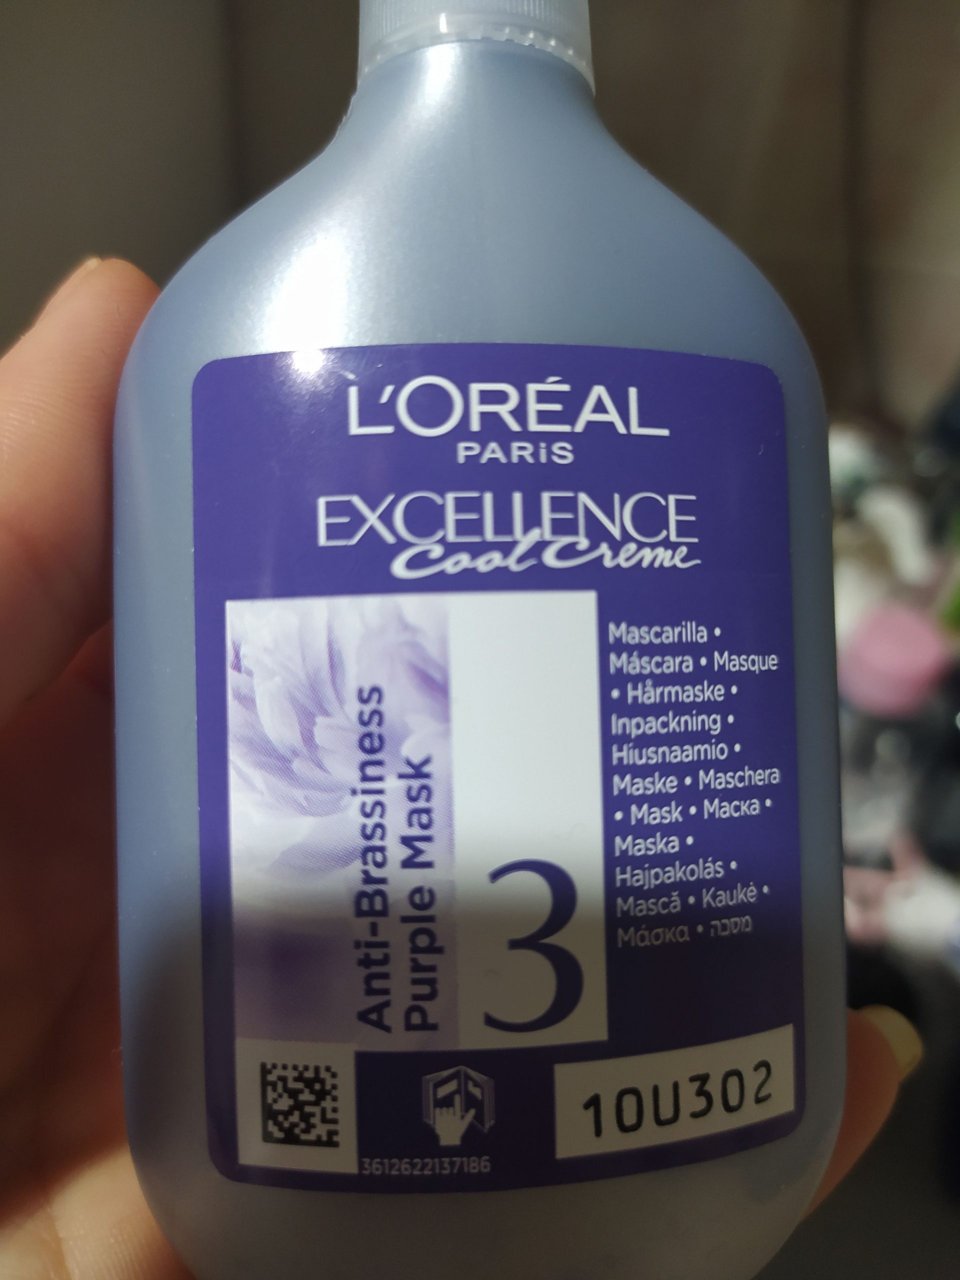 L'ORÉAL
PARiS
EXCELLENCE
Cool Creme
Anti-Brassiness
Purple Mask
3
Mascarilla •
Máscara • Masque
• Hårmaske •
Inpackning •
Hiusnaamio •
Maske • Maschera
• Mask • Маска •
Maska •
Hajpakolás •
Mască • Kaukė •
Μάσκα • מסכה
3612622137186
10U302